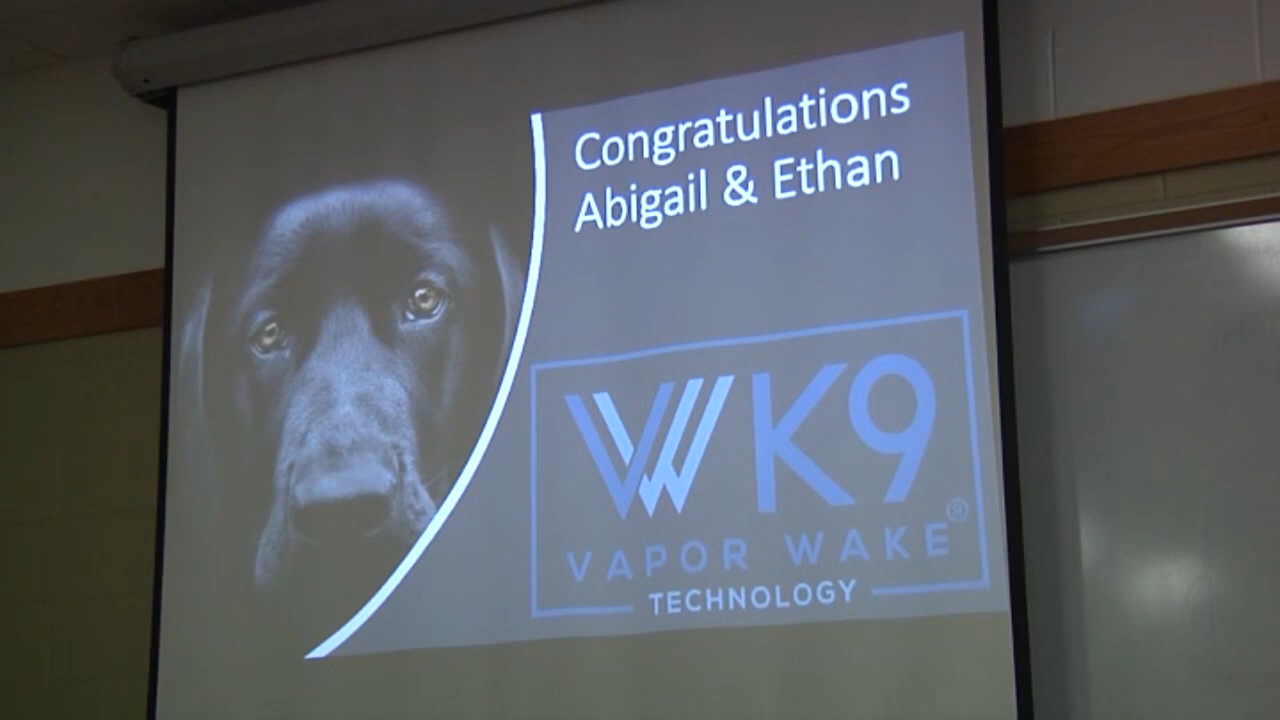 Congratulations
Abigail & Ethan
VWK9
VAPOR WAKE®
TECHNOLOGY